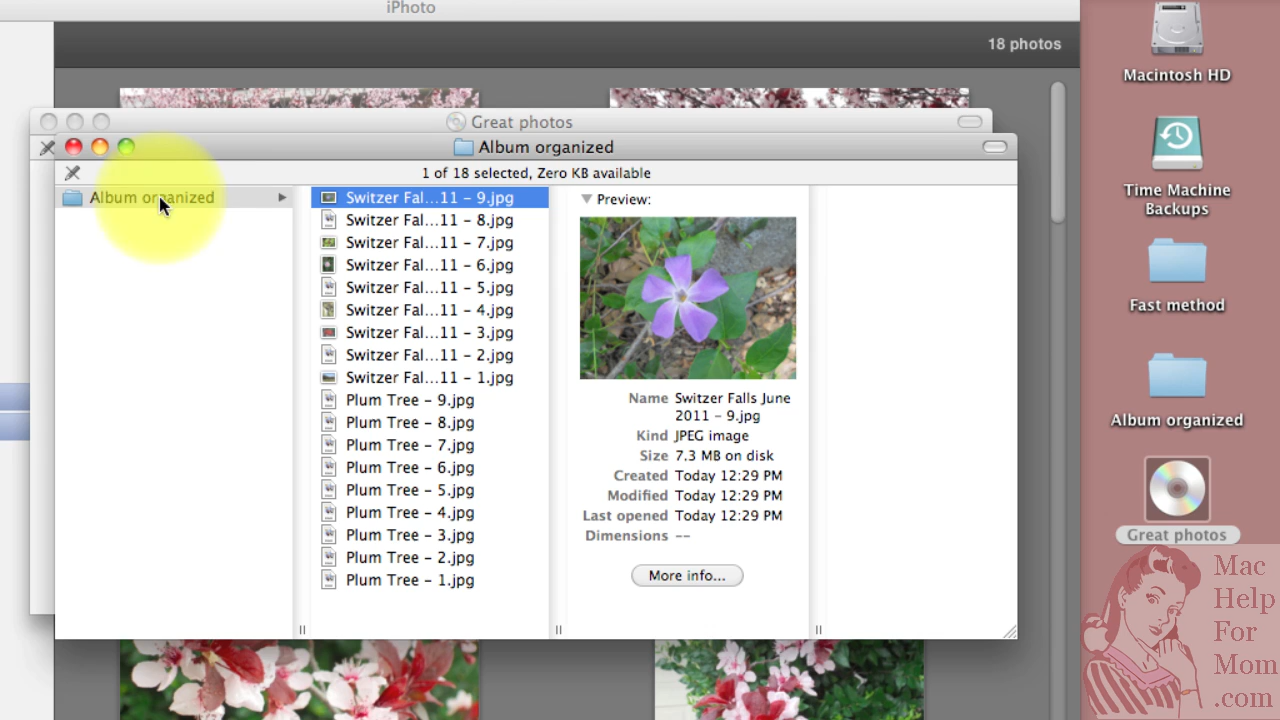 iPhoto
18 photos
Great photos
Album organized
1 of 18 selected, Zero KB available
Album organized
Switzer Fal...11 – 9.jpg
Switzer Fal...11 – 8.jpg
Switzer Fal...11 – 7.jpg
Switzer Fal...11 – 6.jpg
Switzer Fal...11 – 5.jpg
Switzer Fal...11 – 4.jpg
Switzer Fal...11 – 3.jpg
Switzer Fal...11 – 2.jpg
Switzer Fal...11 – 1.jpg
Plum Tree – 9.jpg
Plum Tree – 8.jpg
Plum Tree – 7.jpg
Plum Tree – 6.jpg
Plum Tree – 5.jpg
Plum Tree – 4.jpg
Plum Tree – 3.jpg
Plum Tree – 2.jpg
Plum Tree – 1.jpg
Preview:
Name Switzer Falls June
2011 – 9.jpg
Kind JPEG image
Size 7.3 MB on disk
Created Today 12:29 PM
Modified Today 12:29 PM
Last opened Today 12:29 PM
Dimensions --
More info...
Macintosh HD
Time Machine
Backups
Fast method
Album organized
Great photos
Mac
Help
For
Mom
.com